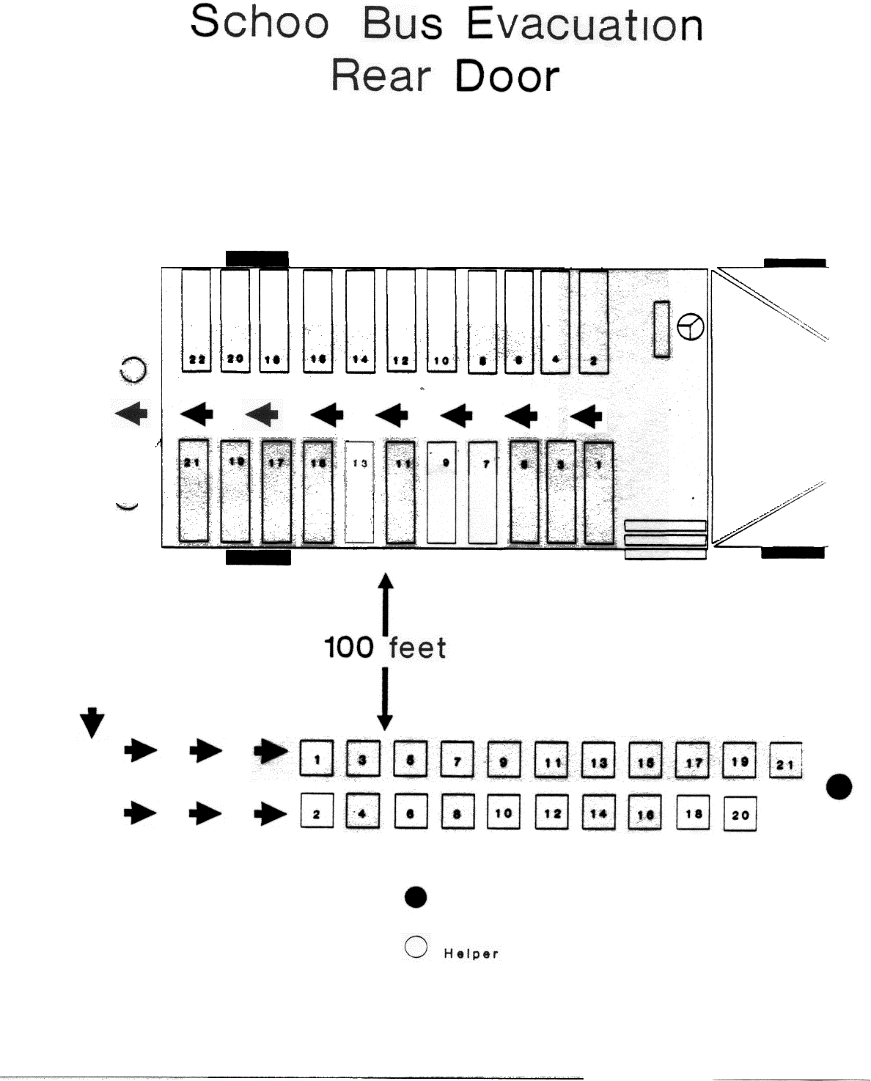 Schoo Bus Evacuation
Rear Door
22 20 18 16 14 12 10 8 6 4 2
21 19 17 15 13 11 9 7 5 3 1
100 feet
1 3 5 7 9 11 13 15 17 19 21
2 4 6 8 10 12 14 16 18 20
Helper